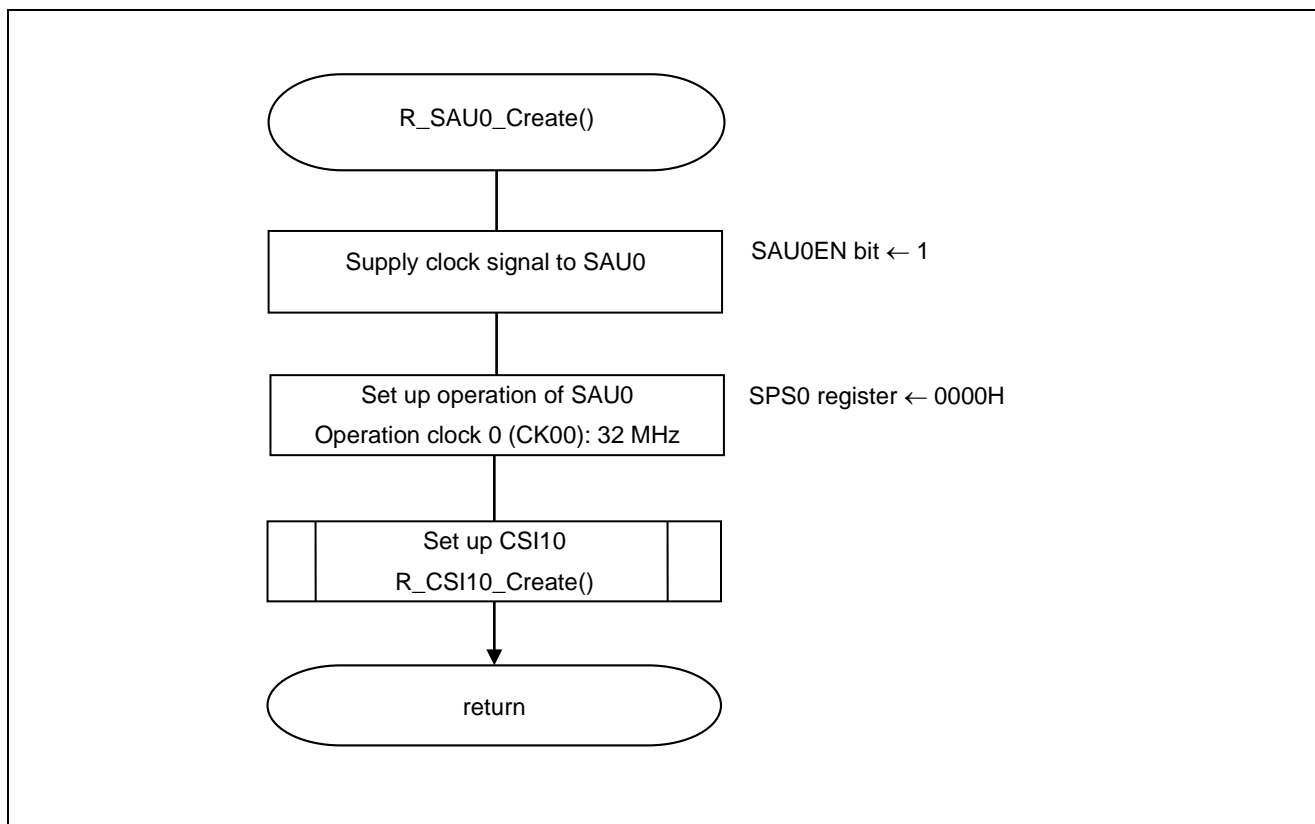 R_SAU0_Create()
Supply clock signal to SAU0
SAU0EN bit ← 1
Set up operation of SAU0
Operation clock 0 (CK00): 32 MHz
SPS0 register ← 0000H
Set up CSI10
R_CSI10_Create()
return